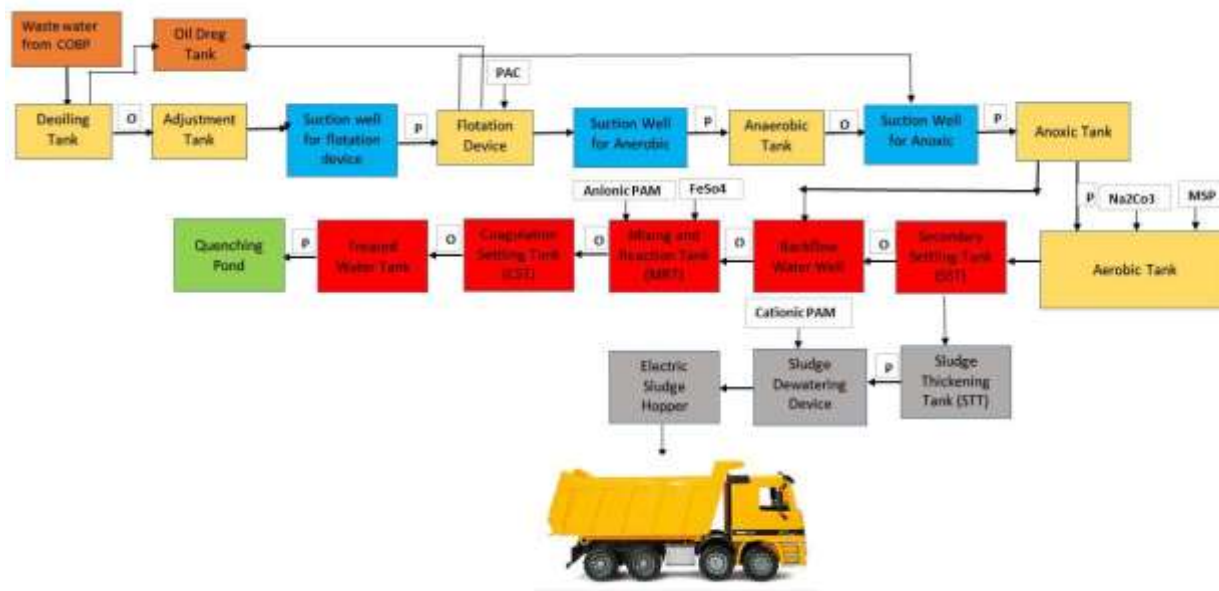 Waste water
from COBP
Oil Dreg
Tank
PAC
Deoiling
Tank
O
Adjustment
Tank
Suction well
for flotation
device
P
Flotation
Device
Suction Well
for Anerobic
P
Anaerobic
Tank
O
Suction Well
for Anoxic
P
Anoxic Tank
Anionic PAM
FeSo4
P
Na2Co3
MSP
Quenching
Pond
P
Treated
Water Tank
O
Coagulation
Settling Tank
(CST)
O
Mixing and
Reaction Tank
(MRT)
O
Backflow
Water Well
O
Secondary
Settling Tank
(SST)
Aerobic Tank
Cationic PAM
Electric
Sludge
Hopper
Sludge
Dewatering
Device
P
Sludge
Thickening
Tank (STT)